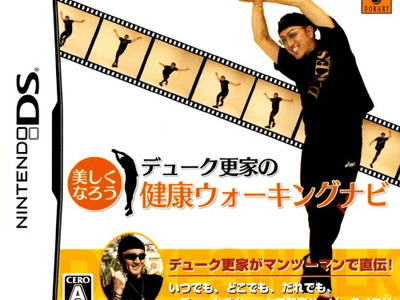 DORART
NINTENDO DS
DUKES
美しく
なろう
デューク更家の
健康ウォーキングナビ
デューク更家がマンツーマンで直伝!
いつでも、どこでも、だれでも、
CERO
A